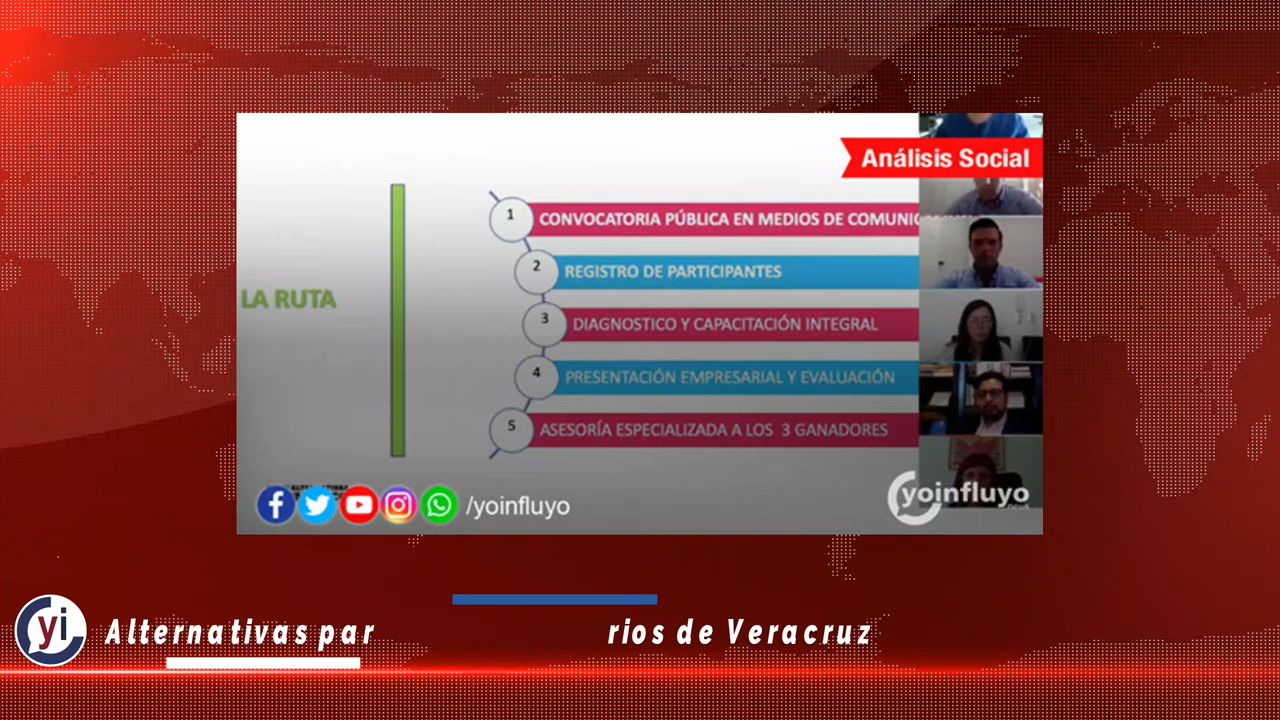 Análisis Social
1
CONVOCATORIA PÚBLICA EN MEDIOS DE
2
REGISTRO DE PARTICIPANTES
LA RUTA
3
DIAGNOSTICO Y CAPACITACIÓN INTEGRAL
4
PRESENTACIÓN EMPRESARIAL Y EVALUACIÓN
5
ASESORÍA ESPECIALIZADA A LOS 3 GANADORES
/yoinfluyo
yoinfluyo
yi
Alternativas par rios de Veracruz